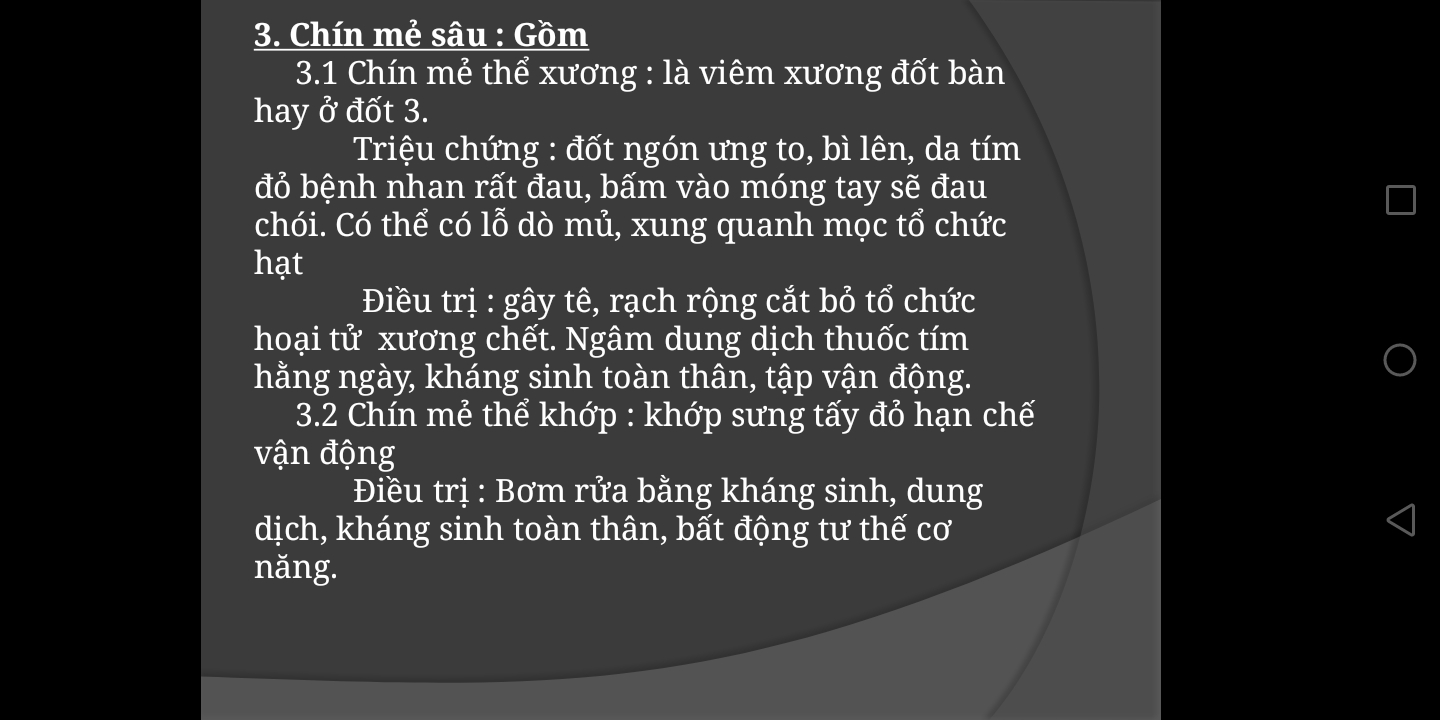 3. Chín mẻ sâu : Gồm
3.1 Chín mẻ thể xương : là viêm xương đốt bàn
hay ở đốt 3.
Triệu chứng : đốt ngón ưng to, bì lên, da tím
đỏ bệnh nhan rất đau, bấm vào móng tay sẽ đau
chói. Có thể có lỗ dò mủ, xung quanh mọc tổ chức
hạt
Điều trị : gây tê, rạch rộng cắt bỏ tổ chức
hoại tử  xương chết. Ngâm dung dịch thuốc tím
hằng ngày, kháng sinh toàn thân, tập vận động.
3.2 Chín mẻ thể khớp : khớp sưng tấy đỏ hạn chế
vận động
Điều trị : Bơm rửa bằng kháng sinh, dung
dịch, kháng sinh toàn thân, bất động tư thế cơ
năng.